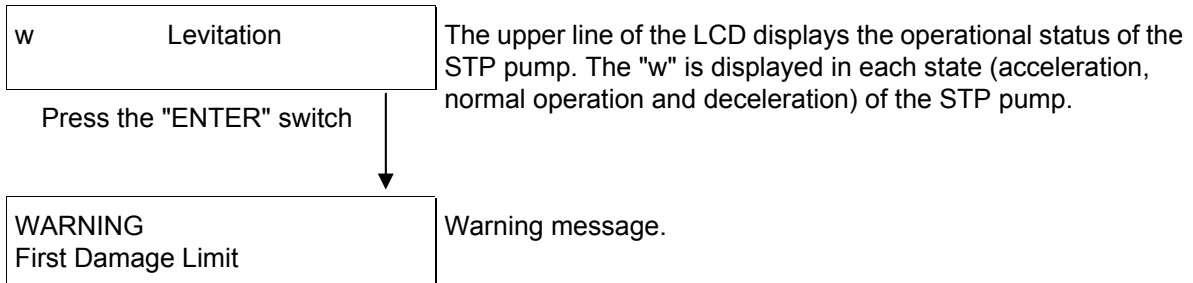 w Levitation
The upper line of the LCD displays the operational status of the
STP pump. The "w" is displayed in each state (acceleration,
normal operation and deceleration) of the STP pump.
Press the "ENTER" switch
WARNING
First Damage Limit
Warning message.